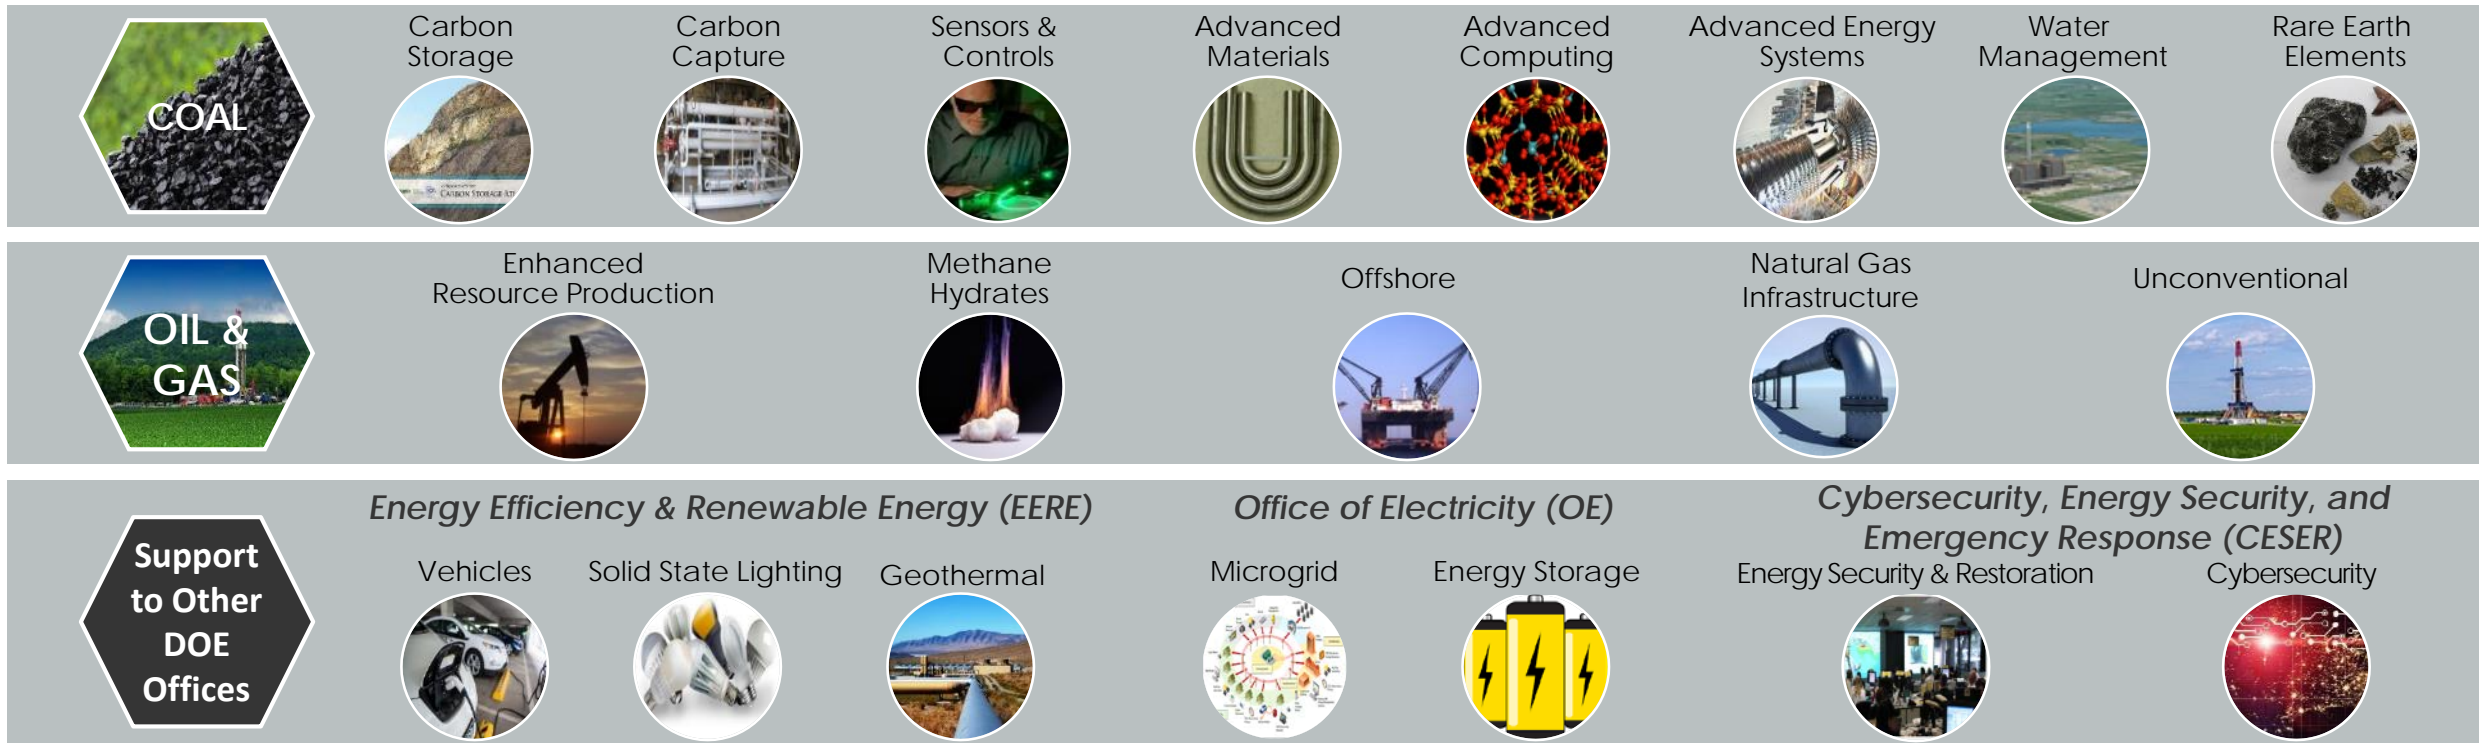 COAL
Carbon
Storage
CARBON STORAGE
Carbon
Capture
Sensors &
Controls
Advanced
Materials
Advanced
Computing
Advanced Energy
Systems
Water
Management
Rare Earth
Elements
OIL &
GAS
Enhanced
Resource Production
Methane
Hydrates
Offshore
Natural Gas
Infrastructure
Unconventional
Support
to Other
DOE
Offices
Energy Efficiency & Renewable Energy (EERE)
Vehicles
Solid State Lighting
Geothermal
Office of Electricity (OE)
Microgrid
Energy Storage
Cybersecurity, Energy Security, and
Emergency Response (CESER)
Energy Security & Restoration
Cybersecurity